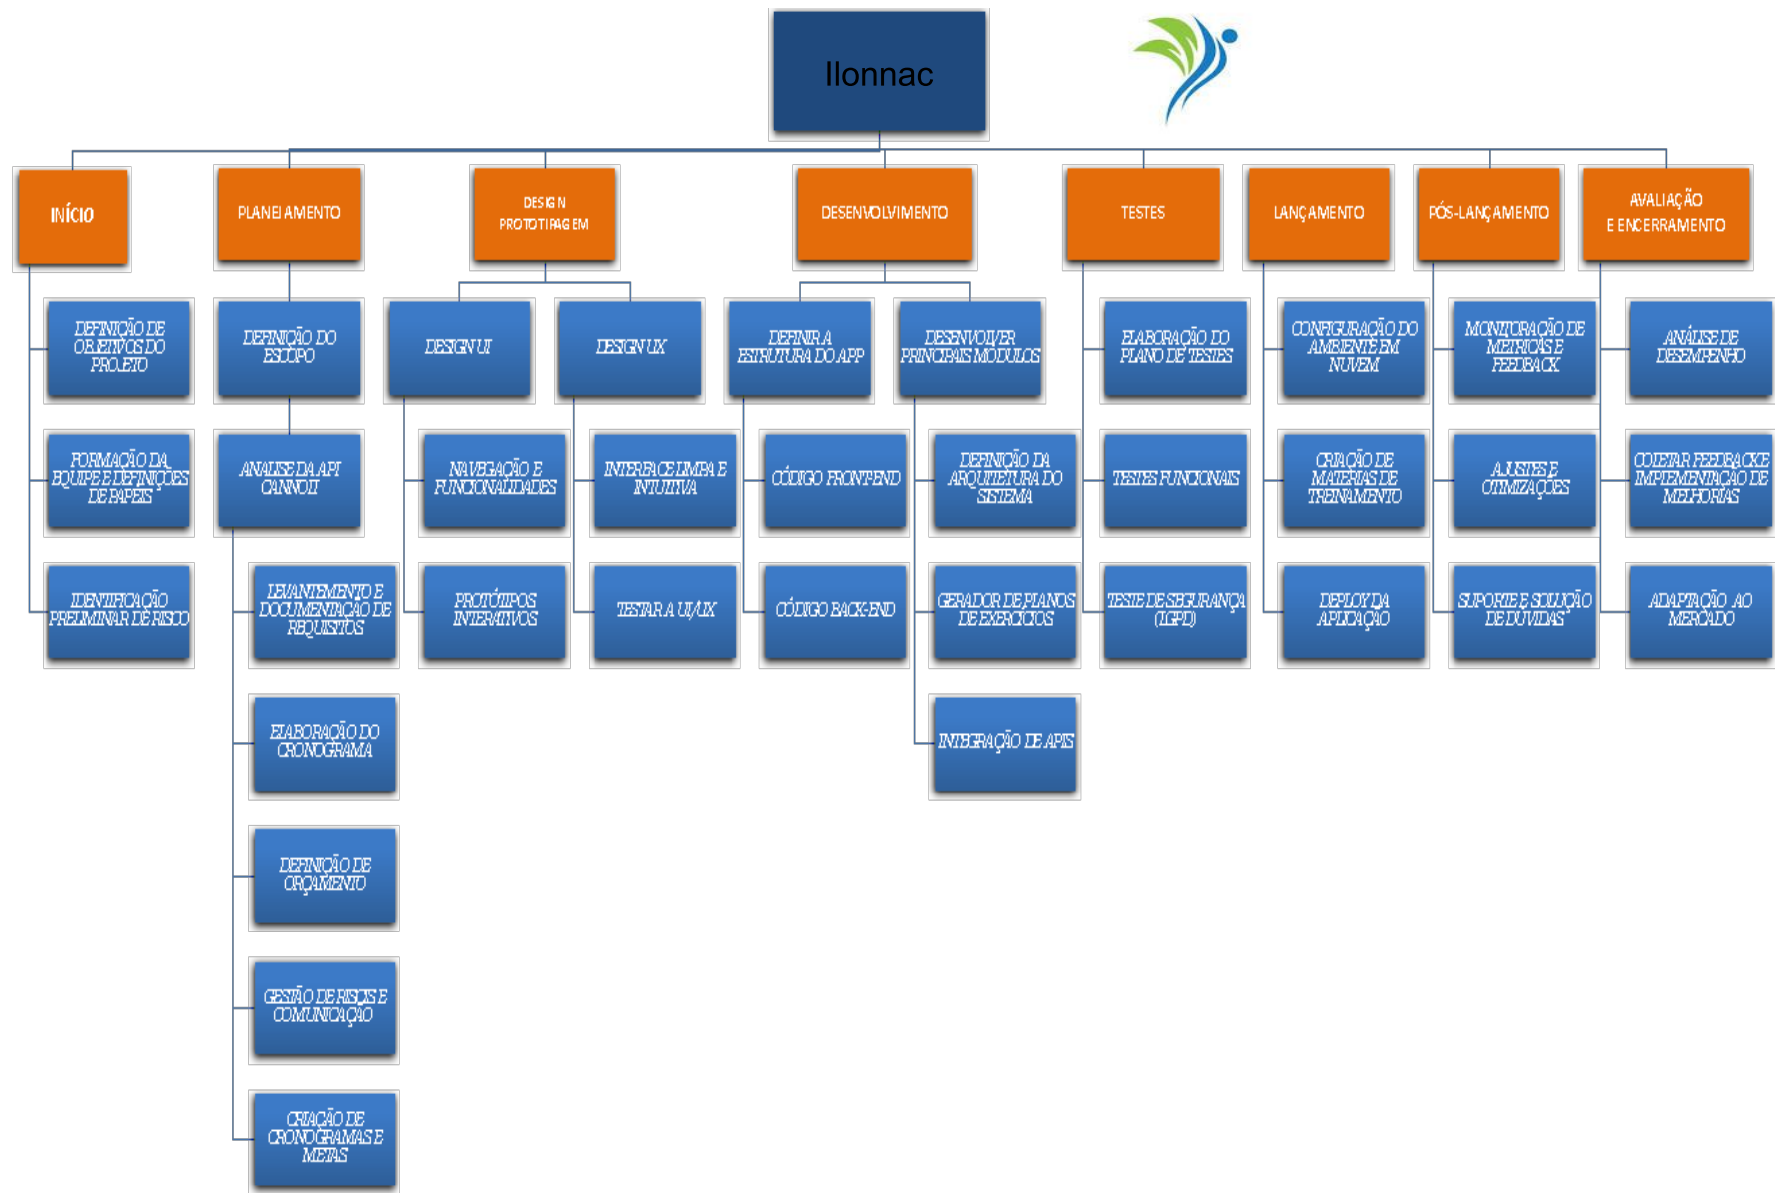 Ilonnac
INÍCIO
PLANEJAMENTO
DESIGN
PROTOTIPAGEM
DESENVOLVIMENTO
TESTES
LANÇAMENTO
PÓS-LANÇAMENTO
AVALIAÇÃO
E ENCERRAMENTO
DEFINIÇÃO DE
OBJETIVOS DO
PROJETO
DEFINIÇÃO DO
ESCOPO
DESIGN UI
DESIGN UX
DEFINIR A
ESTRUTURA DO APP
DESENVOLVER
PRINCIPAIS MÓDULOS
ELABORAÇÃO DO
PLANO DE TESTES
CONFIGURAÇÃO DO
AMBIENTE EM
NUVEM
MONITORAÇÃO DE
METRICAS E
FEEDBACK
ANÁLISE DE
DESEMPENHO
FORMAÇÃO DA
EQUIPE E DEFINIÇÕES
DE PAPÉIS
ANALISE DA API
CANNOLI
NAVEGAÇÃO E
FUNCIONALIDADES
INTERFACE LIMPA E
INTUITIVA
CÓDIGO FRONT-END
DEFINIÇÃO DA
ARQUITETURA DO
SISTEMA
TESTES FUNCIONAIS
CRIAÇÃO DE
MATERIAS DE
TREINAMENTO
AJUSTES E
OTIMIZAÇÕES
COLETAR FEEDBACK E
IMPLEMENTAÇÃO DE
MELHORIAS
IDENTIFICAÇÃO
PRELIMINAR DE RISCO
LEVANTEMENTO E
DOCUMENTAÇÃO DE
REQUISITOS
PROTÓTIPOS
INTERATIVOS
TESTAR A UI/UX
CÓDIGO BACK-END
GERADOR DE PLANOS
DE EXERCÍCIOS
TESTE DE SEGURANÇA
(LGPD)
DEPLOY DA
APLICAÇÃO
SUPORTE E SOLUÇÃO
DE DÚVIDAS
ADAPTAÇÃO AO
MERCADO
ELABORAÇÃO DO
CRONOGRAMA
INTEGRAÇÃO DE APIS
DEFINIÇÃO DE
ORÇAMENTO
GESTÃO DE RISCIS E
COMUNICAÇÃO
CRIAÇÃO DE
CRONOGRAMAS E
METAS